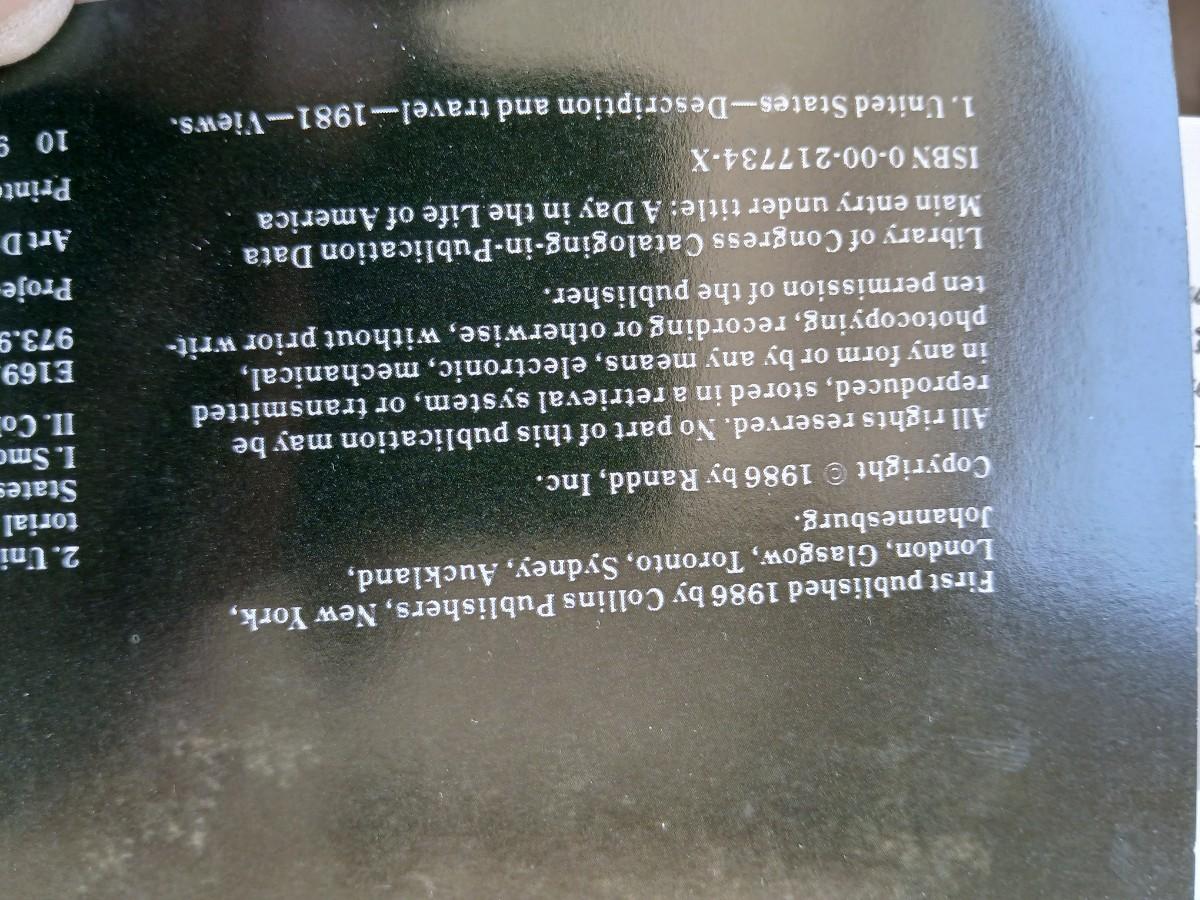 First published 1986 by Collins Publishers, New York,
London, Glasgow, Toronto, Sydney, Auckland,
Johannesburg.
Copyright © 1986 by Randd, Inc.
All rights reserved. No part of this publication may be
reproduced, stored in a retrieval system, or transmitted
in any form or by any means, electronic, mechanical,
photocopying, recording or otherwise, without prior writ-
ten permission of the publisher.
Library of Congress Cataloging-in-Publication Data
Main entry under title: A Day in the Life of America
ISBN 0-00-217734-X
1. United States—Description and travel—1981—Views.
2. Uni
torial
States
I. Smo
II. Col
E169.
973.9
Proje
Art D
Printe
10 9